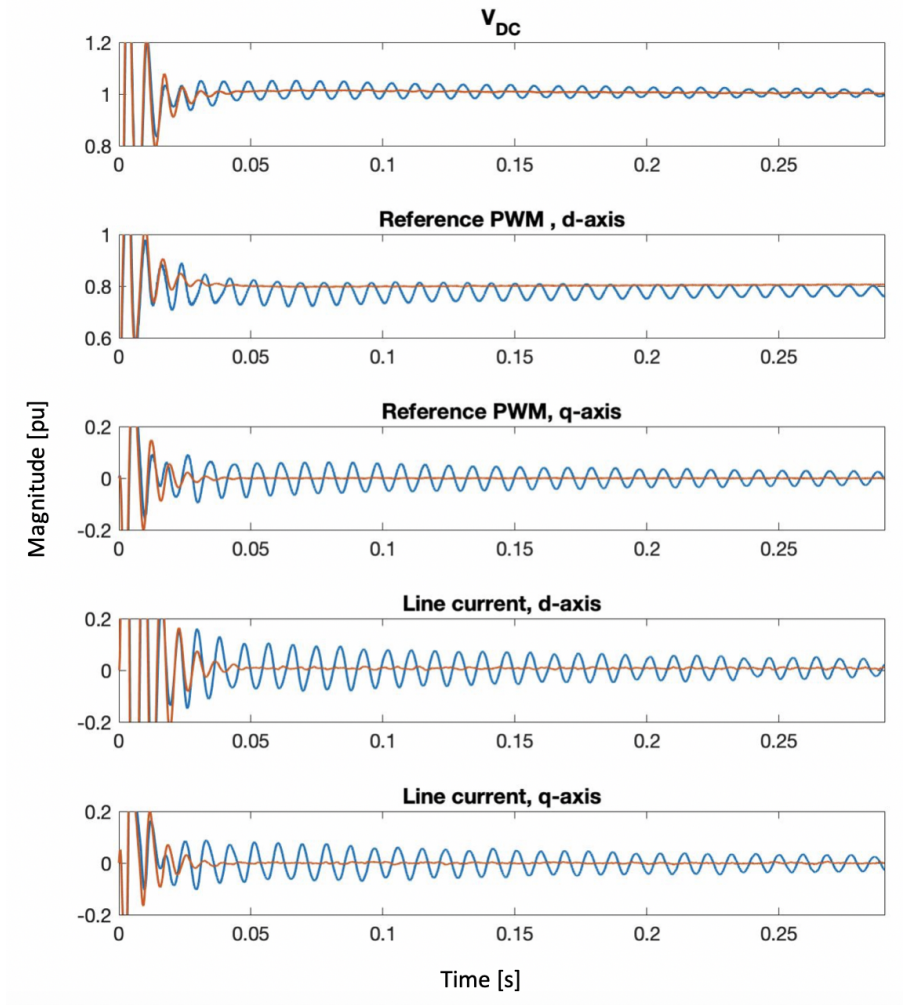 V_DC
1.2
1
0.8
0 0.05 0.1 0.15 0.2 0.25
Reference PWM , d-axis
1
0.8
0.6
0 0.05 0.1 0.15 0.2 0.25
Reference PWM, q-axis
0.2
0
-0.2
0 0.05 0.1 0.15 0.2 0.25
Magnitude [pu]
Line current, d-axis
0.2
0
-0.2
0 0.05 0.1 0.15 0.2 0.25
Line current, q-axis
0.2
0
-0.2
0 0.05 0.1 0.15 0.2 0.25
Time [s]